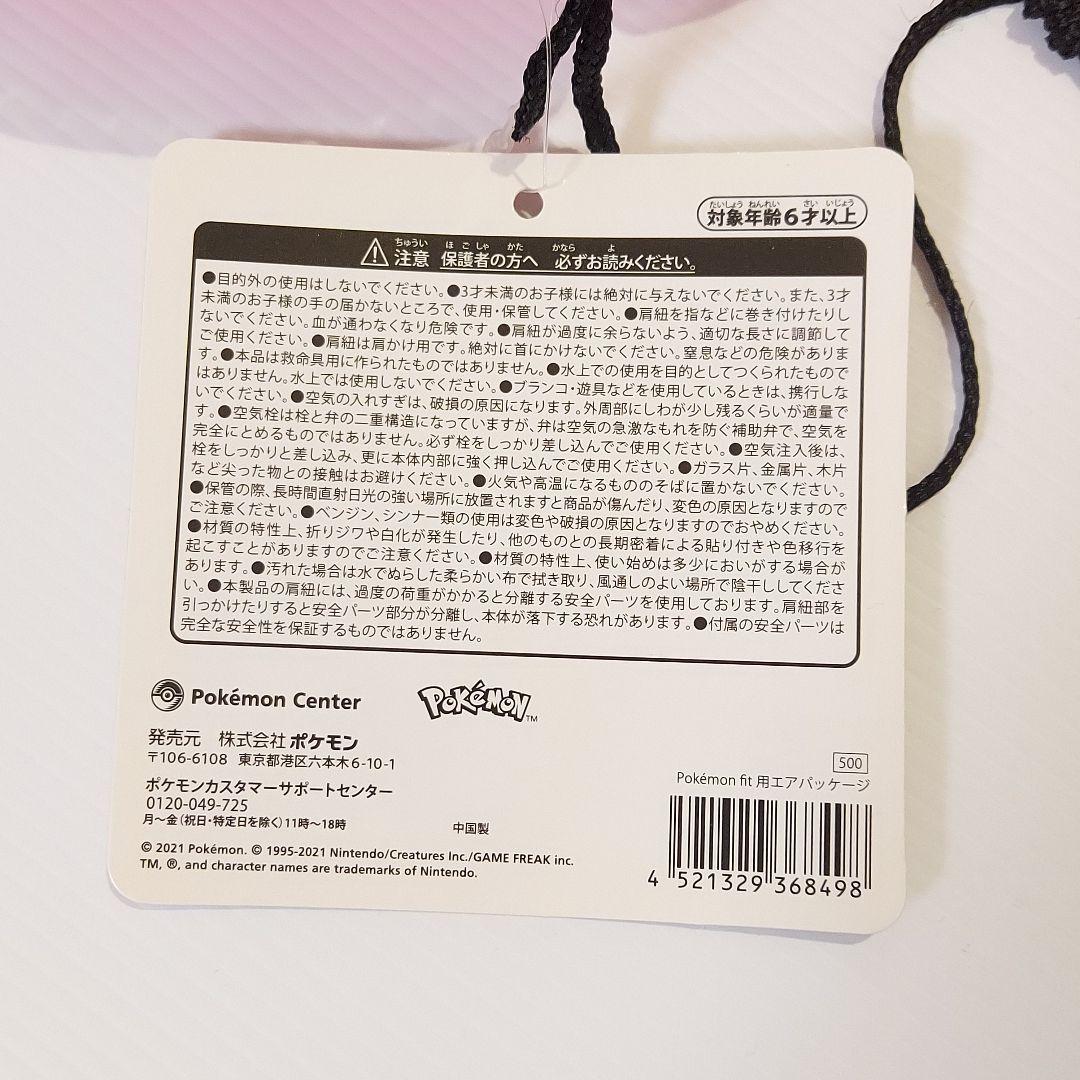 たいしょう ねんれい さい いじょう
対象年齢6才以上
ちゅうい ほごしゃ かた かなら よ
注意 保護者の方へ 必ずお読みください。
●目的外の使用はしないでください。●3才未満のお子様には絶対に与えないでください。また、3才
未満のお子様の手の届かないところで、使用・保管してください。●肩紐を指などに巻き付けたりし
ないでください。血が通わなくなり危険です。●肩紐が過度に余らないよう、適切な長さに調節して
ご使用ください。●肩紐は肩かけ用です。絶対に首にかけないでください。窒息などの危険がありま
す。●本品は救命具用に作られたものではありません。●水上での使用を目的としてつくられたもので
はありません。水上では使用しないでください。●ブランコ・遊具などを使用しているときは、携行しな
いでください。●空気の入れすぎは、破損の原因になります。外周部にしわが少し残るくらいが適量で
す。●空気栓は栓と弁の二重構造になっていますが、弁は空気の急激なもれを防ぐ補助弁で、空気を
完全にとめるものではありません。必ず栓をしっかり差し込んでご使用ください。●空気注入後は、
栓をしっかりと差し込み、更に本体内部に強く押し込んでご使用ください。●ガラス片、金属片、木片
など尖った物との接触はお避けください。●火気や高温になるもののそばに置かないでください。
●保管の際、長時間直射日光の強い場所に放置されますと商品が傷んだり、変色の原因となりますので
ご注意ください。●ベンジン、シンナー類の使用は変色や破損の原因となりますのでおやめください。
●材質の特性上、折りジワや白化が発生したり、他のものとの長期密着による貼り付きや色移行を
起こすことがありますのでご注意ください。●材質の特性上、使い始めは多少においがする場合が
あります。●汚れた場合は水でぬらした柔らかい布で拭き取り、風通しのよい場所で陰干ししてくださ
い。●本製品の肩紐には、過度の荷重がかかると分離する安全パーツを使用しております。肩紐部を
引っかけたりすると安全パーツ部分が分離し、本体が落下する恐れがあります。●付属の安全パーツは
完全な安全性を保証するものではありません。
Pokémon Center POKéMON TM
発売元 株式会社ポケモン
〒106-6108 東京都港区六本木6-10-1
ポケモンカスタマーサポートセンター
0120-049-725
月～金（祝日・特定日を除く）11時～18時
中国製
© 2021 Pokémon. © 1995-2021 Nintendo/Creatures Inc./GAME FREAK inc.
TM, ®, and character names are trademarks of Nintendo.
500
Pokémon fit 用エアパッケージ
4 521329 368498